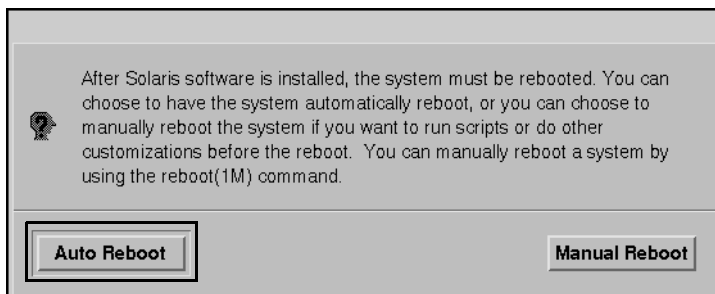 After Solaris software is installed, the system must be rebooted. You can
choose to have the system automatically reboot, or you can choose to
manually reboot the system if you want to run scripts or do other
customizations before the reboot.  You can manually reboot a system by
using the reboot(1M) command.
Auto Reboot
Manual Reboot